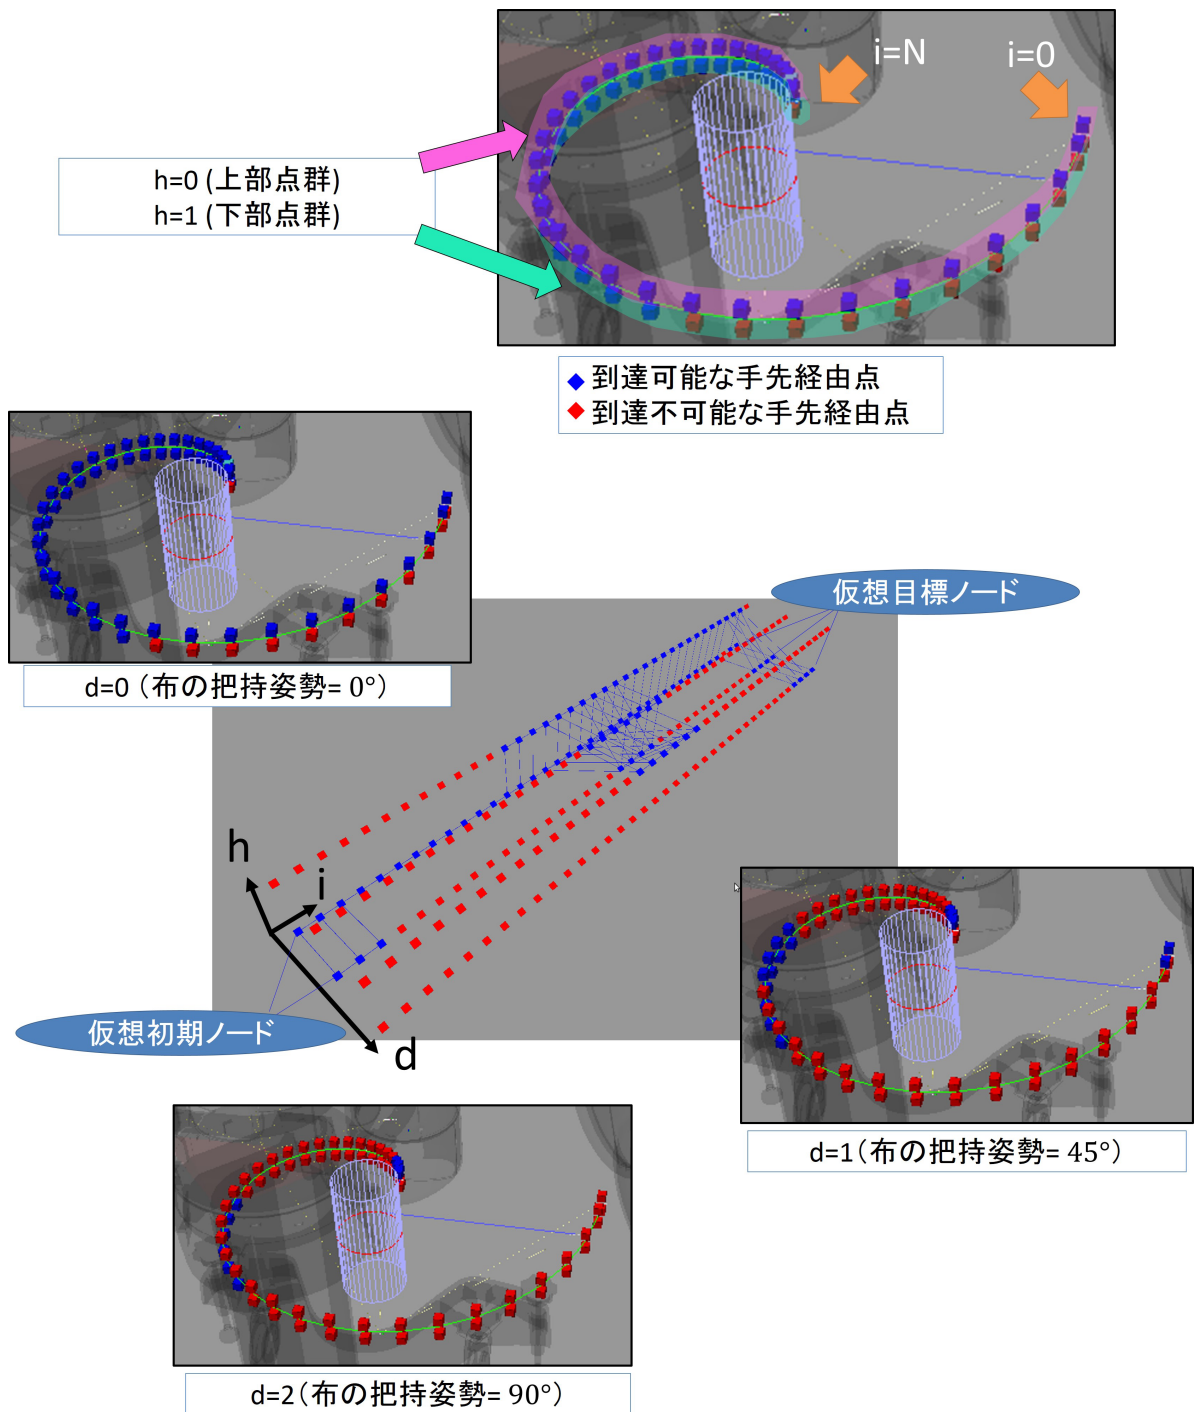 i=N
i=0
h=0 (上部点群)
h=1 (下部点群)
到達可能な手先経由点
到達不可能な手先経由点
仮想目標ノード
d=0 (布の把持姿勢= 0°)
h
i
仮想初期ノード
d
d=1(布の把持姿勢= 45°)
d=2(布の把持姿勢= 90°)